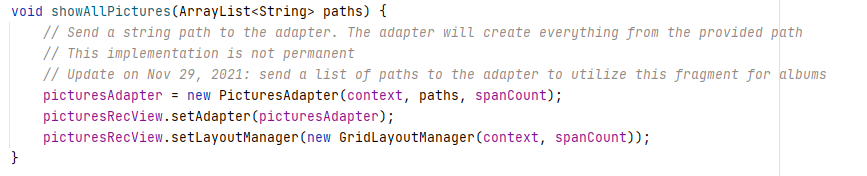 void showAllPictures(ArrayList<String> paths) {
    // Send a string path to the adapter. The adapter will create everything from the provided path
    // This implementation is not permanent
    // Update on Nov 29, 2021: send a list of paths to the adapter to utilize this fragment for albums
    picturesAdapter = new PicturesAdapter(context, paths, spanCount);
    picturesRecView.setAdapter(picturesAdapter);
    picturesRecView.setLayoutManager(new GridLayoutManager(context, spanCount));
}